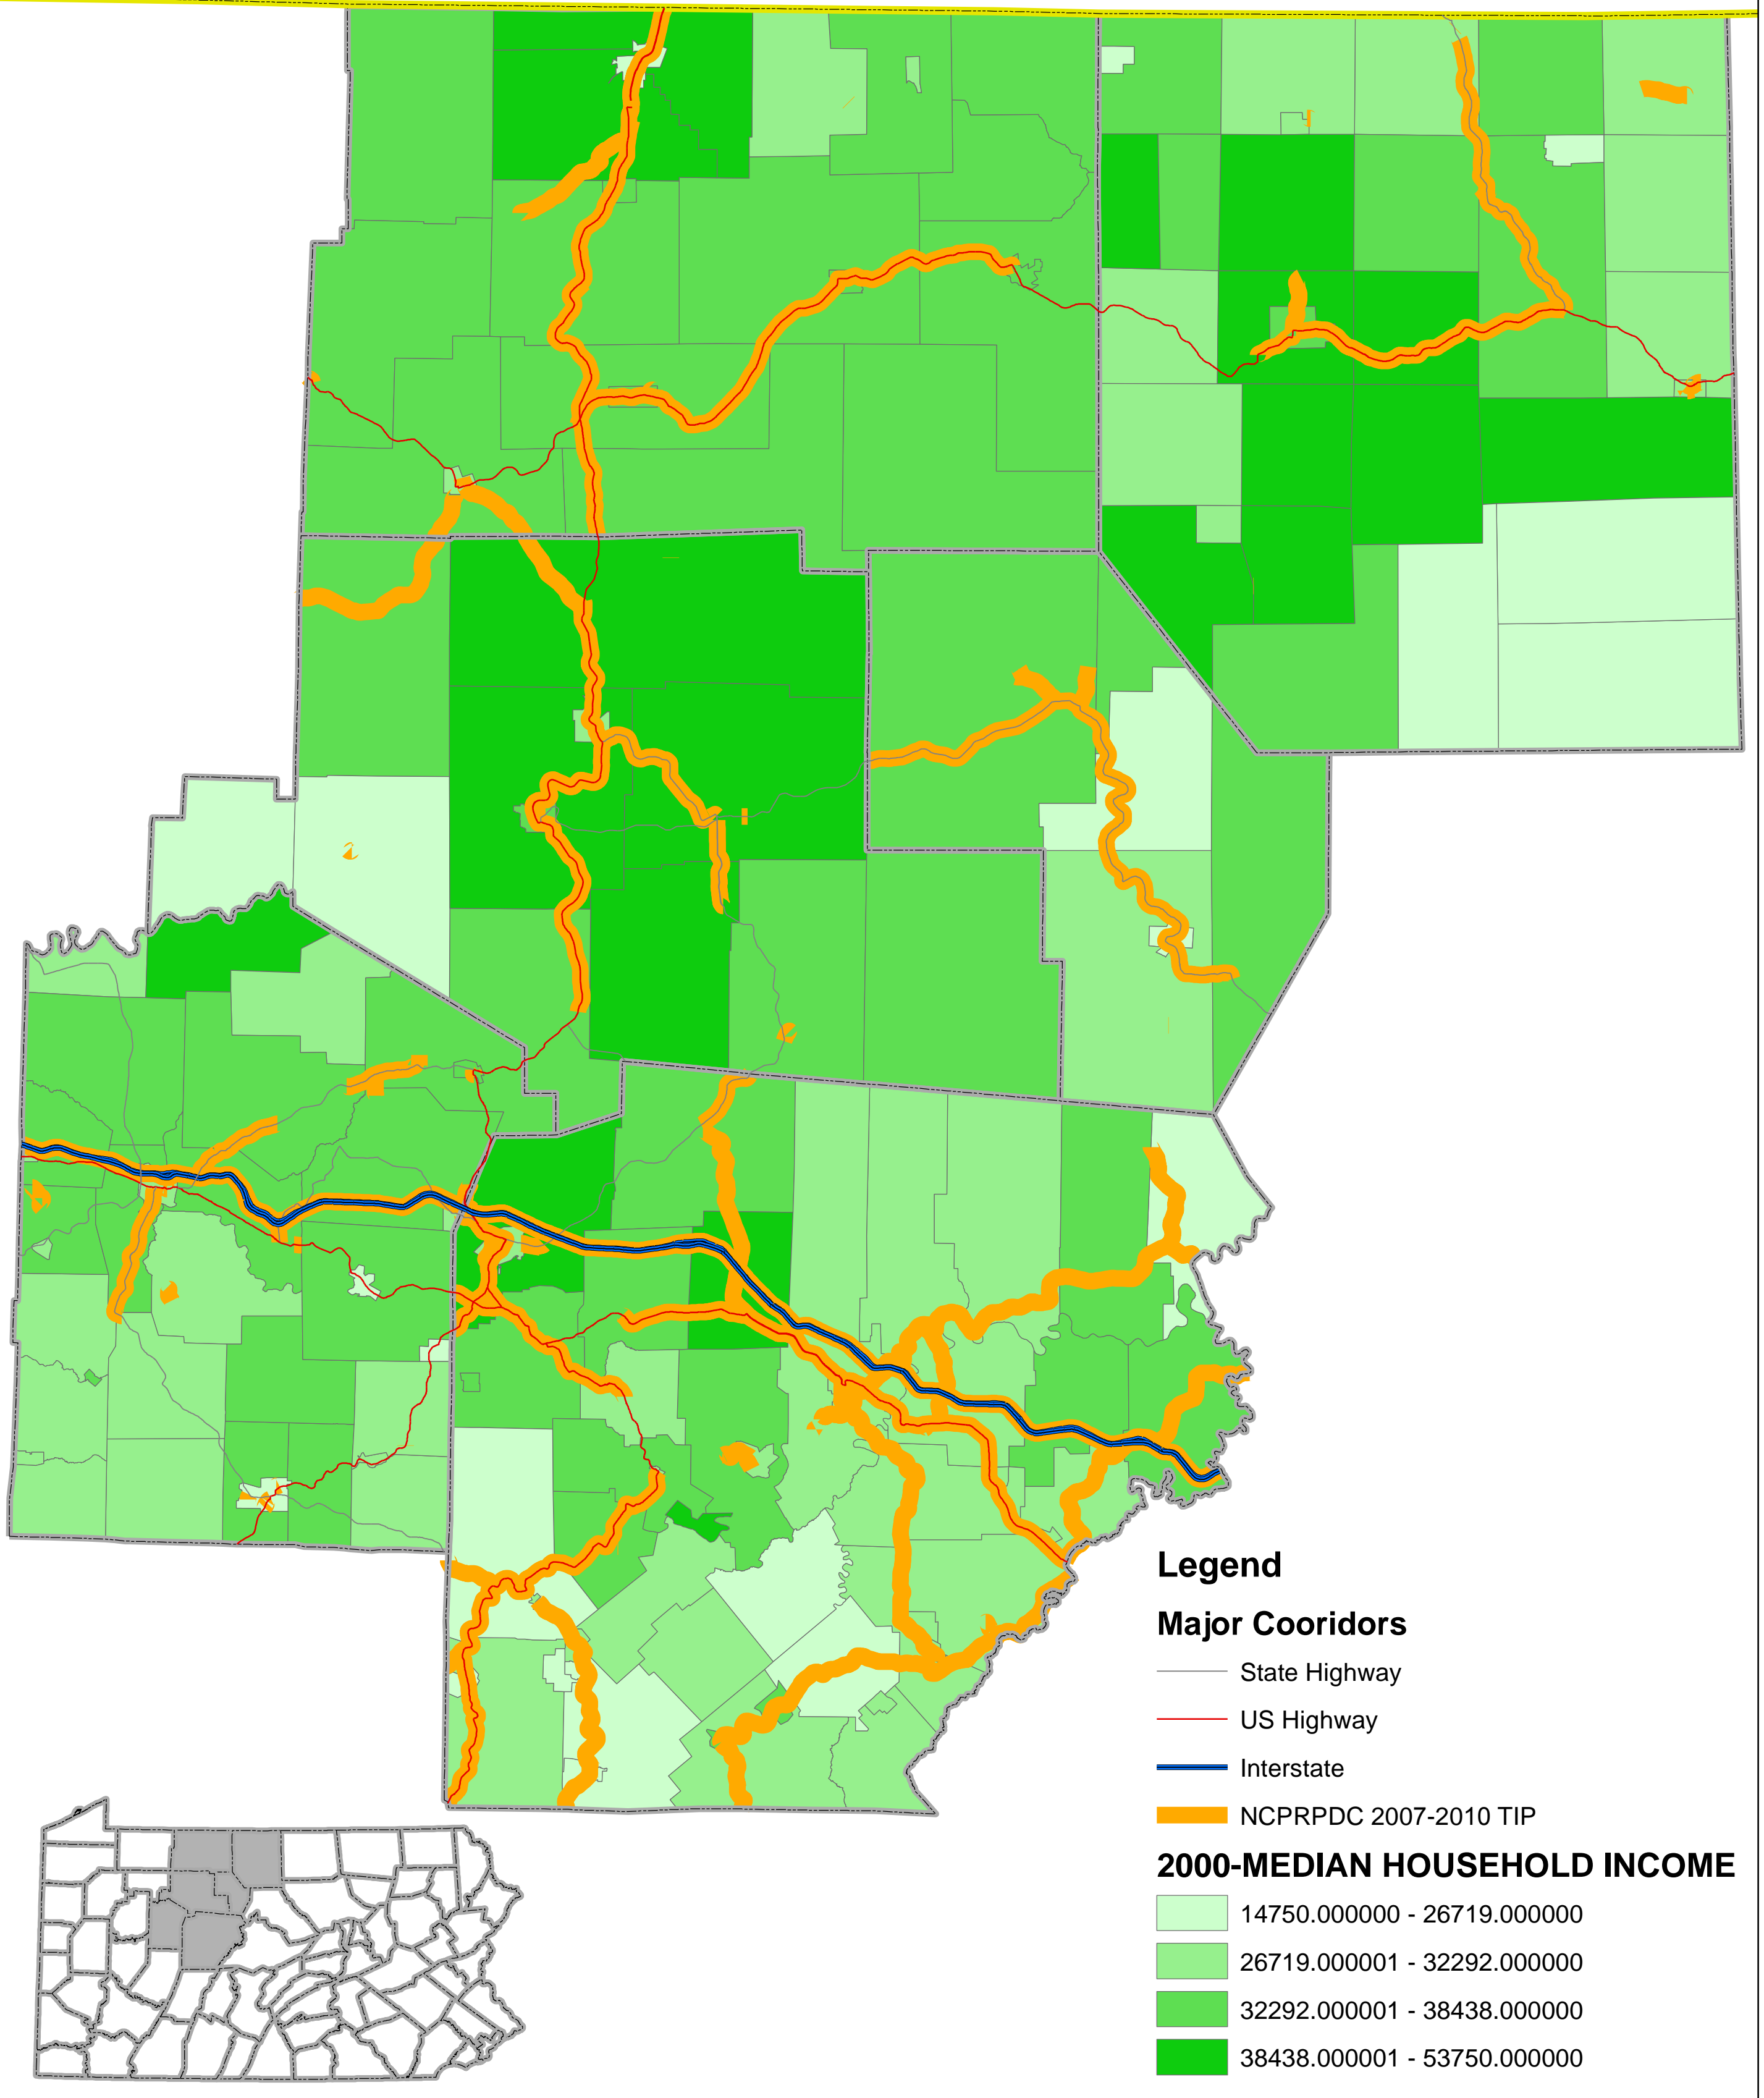 Legend
Major Cooridors
State Highway
US Highway
Interstate
NCPRPDC 2007-2010 TIP
2000-MEDIAN HOUSEHOLD INCOME
14750.000000 - 26719.000000
26719.000001 - 32292.000000
32292.000001 - 38438.000000
38438.000001 - 53750.000000